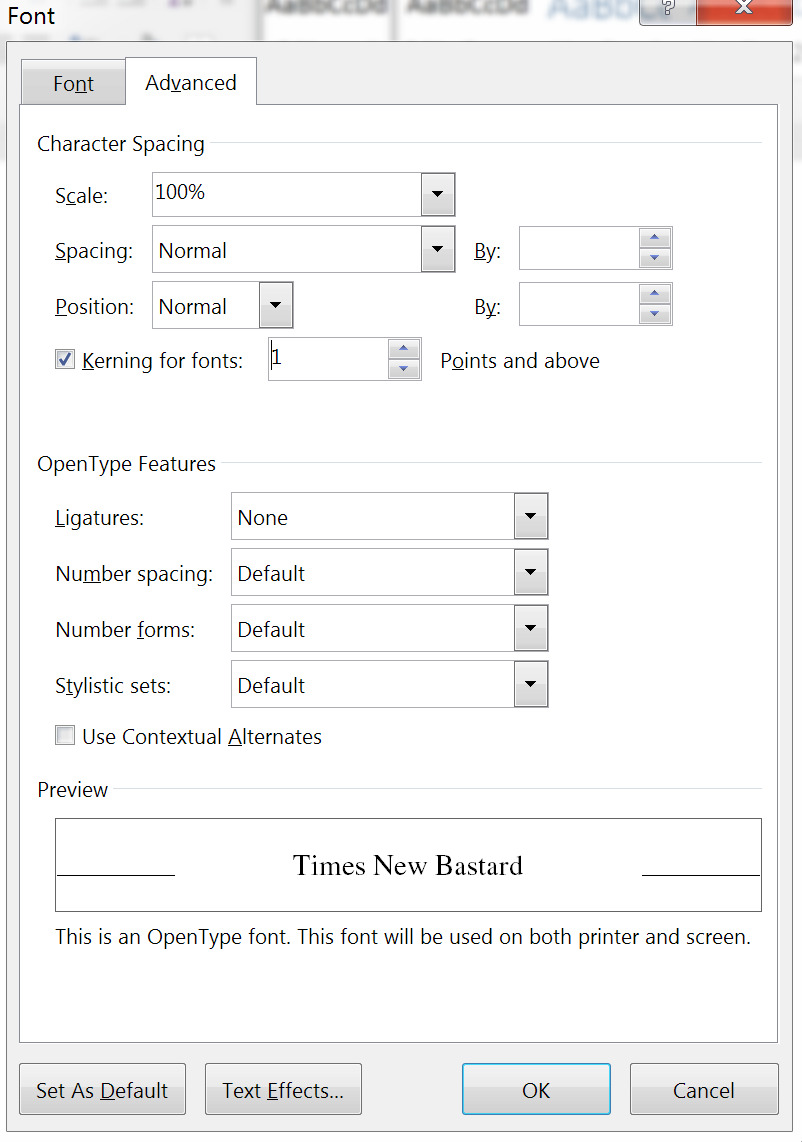 Font
AaBbCcDd AaBbCcDd
?
X
Font Advanced
Character Spacing
Scale: 100%
Spacing: Normal By:
Position: Normal By:
Kerning for fonts: 1 Points and above
OpenType Features
Ligatures: None
Number spacing: Default
Number forms: Default
Stylistic sets: Default
Use Contextual Alternates
Preview
Times New Bastard
This is an OpenType font. This font will be used on both printer and screen.
Set As Default Text Effects... OK Cancel